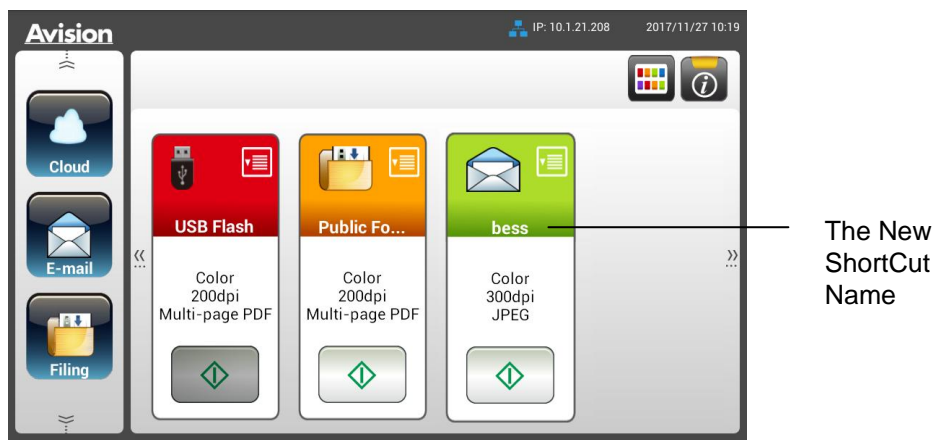 Avision
IP: 10.1.21.208 2017/11/27 10:19
Cloud
E-mail
Filing
USB Flash
Color
200dpi
Multi-page PDF
Public Fo...
Color
200dpi
Multi-page PDF
bess
Color
300dpi
JPEG
The New
ShortCut
Name